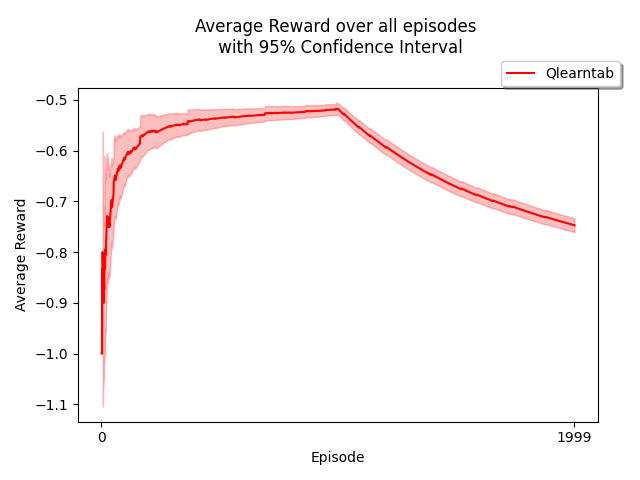 Average Reward over all episodes
with 95% Confidence Interval
Qlearntab
−0.5
−0.6
−0.7
−0.8
−0.9
−1.0
−1.1
Average Reward
0
1999
Episode